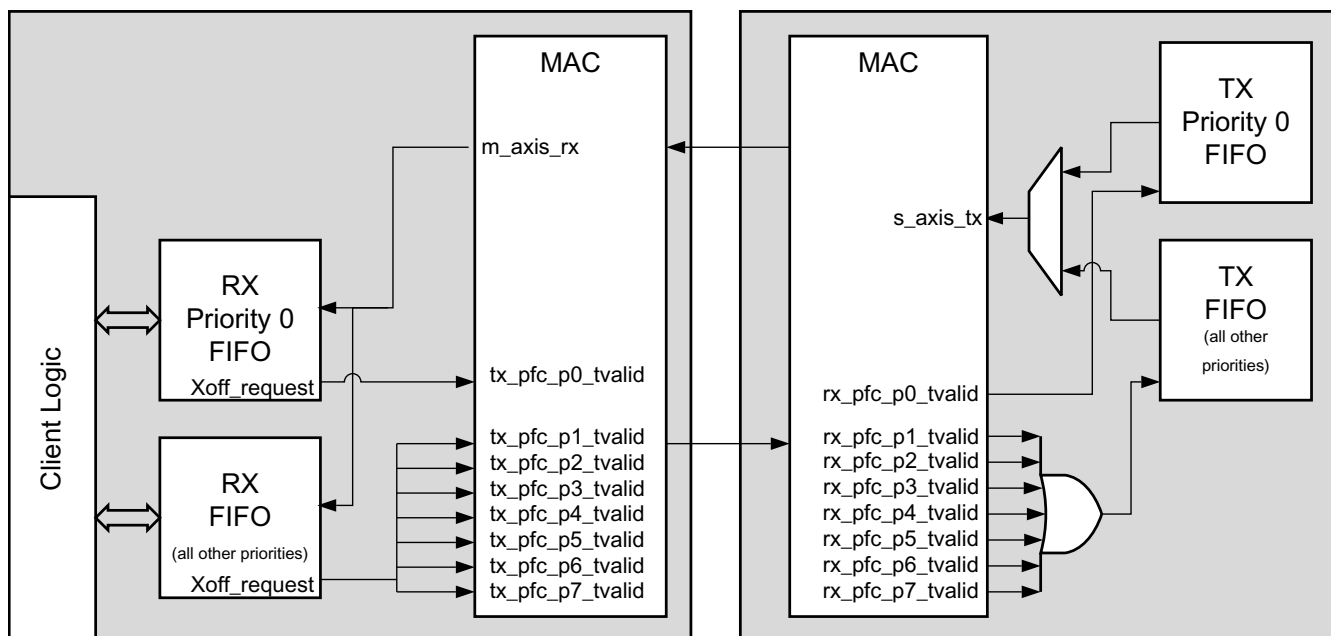 Client Logic
RX
Priority 0
FIFO
Xoff_request
RX
FIFO
(all other priorities)
Xoff_request
MAC
m_axis_rx
tx_pfc_p0_tvalid
tx_pfc_p1_tvalid
tx_pfc_p2_tvalid
tx_pfc_p3_tvalid
tx_pfc_p4_tvalid
tx_pfc_p5_tvalid
tx_pfc_p6_tvalid
tx_pfc_p7_tvalid
MAC
s_axis_tx
rx_pfc_p0_tvalid
rx_pfc_p1_tvalid
rx_pfc_p2_tvalid
rx_pfc_p3_tvalid
rx_pfc_p4_tvalid
rx_pfc_p5_tvalid
rx_pfc_p6_tvalid
rx_pfc_p7_tvalid
TX
Priority 0
FIFO
TX
FIFO
(all other
priorities)